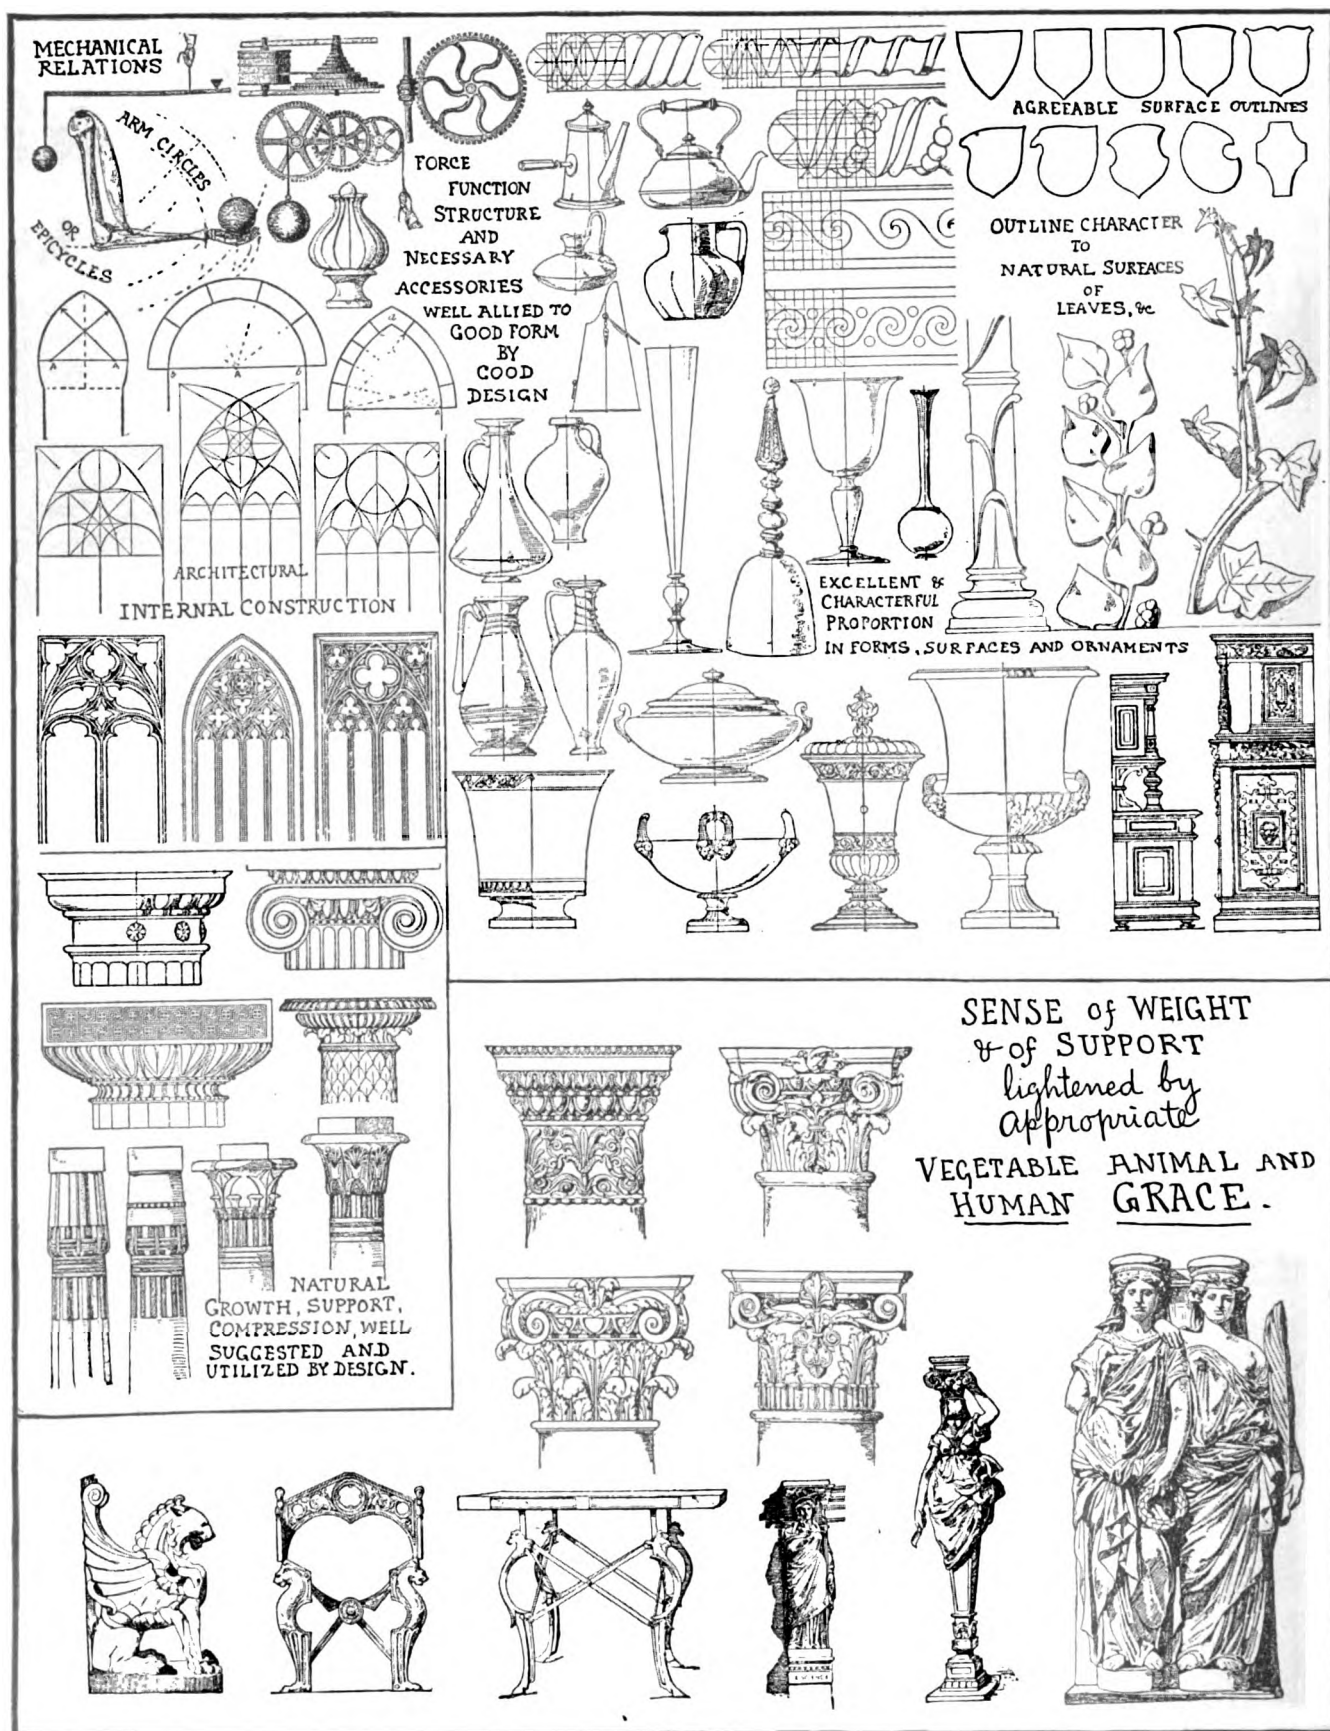 MECHANICAL
RELATIONS
ARM CIRCLES
OR
EPICYCLES
FORCE
FUNCTION
STRUCTURE
AND
NECESSARY
ACCESSORIES
WELL ALLIED TO
GOOD FORM
BY
GOOD
DESIGN
AGREEABLE SURFACE OUTLINES
OUTLINE CHARACTER
TO
NATURAL SURFACES
OF
LEAVES, &c
A A
b A b
A A
ARCHITECTURAL
INTERNAL CONSTRUCTION
EXCELLENT &
CHARACTERFUL
PROPORTION
IN FORMS, SURFACES AND ORNAMENTS
NATURAL
GROWTH, SUPPORT,
COMPRESSION, WELL
SUGGESTED AND
UTILIZED BY DESIGN.
SENSE of WEIGHT
& of SUPPORT
lightened by
appropriate
VEGETABLE ANIMAL AND
HUMAN GRACE.